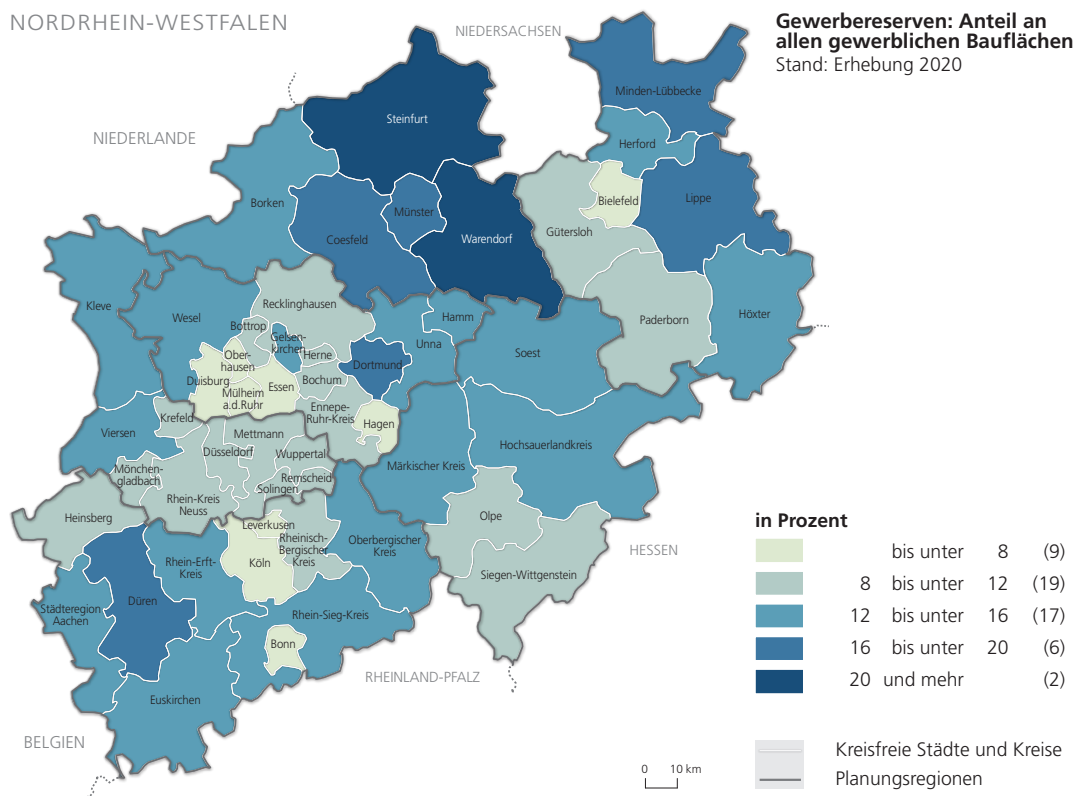 NORDRHEIN-WESTFALEN
Gewerbereserven: Anteil an
allen gewerblichen Bauflächen
Stand: Erhebung 2020
NIEDERSACHSEN
NIEDERLANDE
Minden-Lübbecke
Steinfurt
Herford
Borken
Münster
Bielefeld
Lippe
Coesfeld
Warendorf
Gütersloh
Kleve
Wesel
Recklinghausen
Hamm
Paderborn
Höxter
Bottrop
Gelsen-
kirchen
Herne
Unna
Soest
Ober-
hausen
Dortmund
Duisburg
Essen
Bochum
Mülheim
a.d.Ruhr
Ennepe-
Ruhr-Kreis
Hagen
Krefeld
Viersen
Mettmann
Düsseldorf
Wuppertal
Hochsauerlandkreis
Märkischer Kreis
Mönchen-
gladbach
Remscheid
Solingen
Rhein-Kreis
Neuss
Heinsberg
Olpe
Leverkusen
Rheinisch-
Bergischer
Kreis
Oberbergischer
Kreis
Rhein-Erft-
Kreis
Köln
Siegen-Wittgenstein
HESSEN
Düren
Städteregion
Aachen
Rhein-Sieg-Kreis
Bonn
RHEINLAND-PFALZ
Euskirchen
BELGIEN
in Prozent
bis unter 8 (9)
8 bis unter 12 (19)
12 bis unter 16 (17)
16 bis unter 20 (6)
20 und mehr (2)
Kreisfreie Städte und Kreise
Planungsregionen
0 10 km